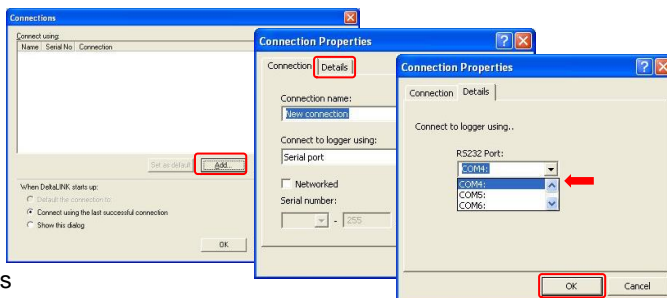 Connections
Connect using:
Name Serial No Connection
Set as default
Add...
When DeltaLINK starts up:
Default the connection to:
Connect using the last successful connection
Show this dialog
OK
s
Connection Properties
Connection Details
Connection name:
New connection
Connect to logger using:
Serial port
Networked
Serial number:
- 255
Connection Properties
Connection Details
Connect to logger using..
RS232 Port:
COM4:
COM4:
COM5:
COM6:
OK Cancel